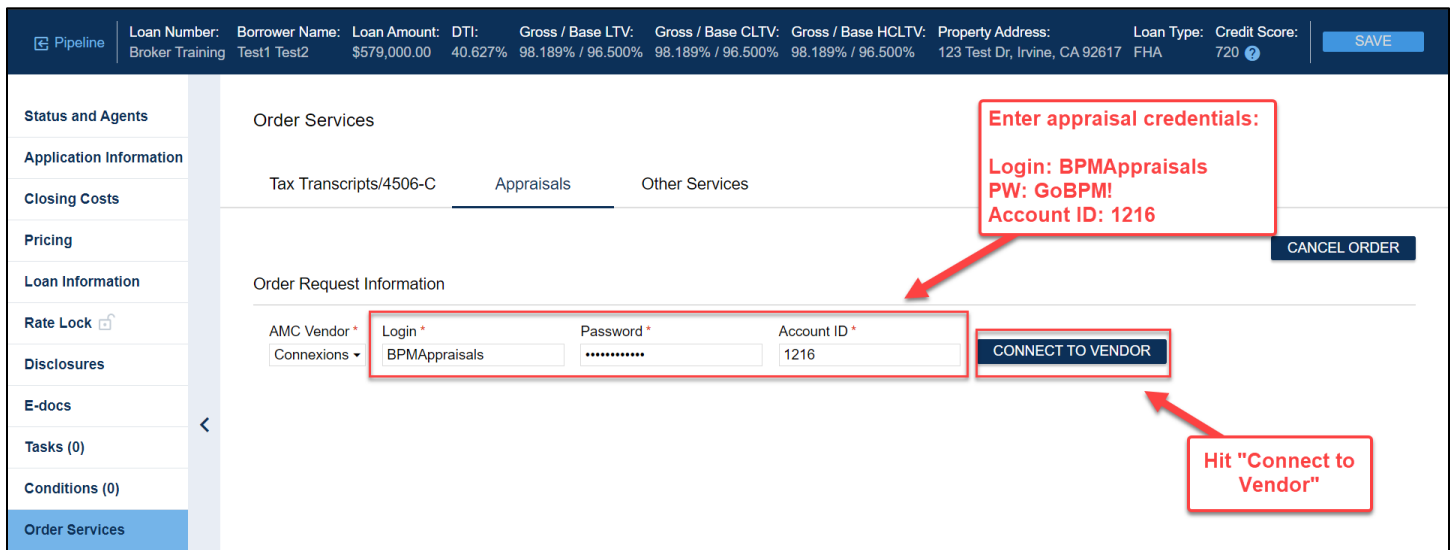 Pipeline
Loan Number: Borrower Name: Loan Amount: DTI: Gross / Base LTV: Gross / Base CLTV: Gross / Base HCLTV: Property Address: Loan Type: Credit Score:
Broker Training Test1 Test2 $579,000.00 40.627% 98.189% / 96.500% 98.189% / 96.500% 98.189% / 96.500% 123 Test Dr, Irvine, CA 92617 FHA 720 ?
SAVE
Status and Agents
Application Information
Closing Costs
Pricing
Loan Information
Rate Lock
Disclosures
E-docs
Tasks (0)
Conditions (0)
Order Services
Order Services
Tax Transcripts/4506-C Appraisals Other Services
Enter appraisal credentials:
Login: BPMAppraisals
PW: GoBPM!
Account ID: 1216
CANCEL ORDER
Order Request Information
AMC Vendor * Login * Password * Account ID *
Connexions BPMAppraisals •••••••••••• 1216 CONNECT TO VENDOR
Hit "Connect to
Vendor"